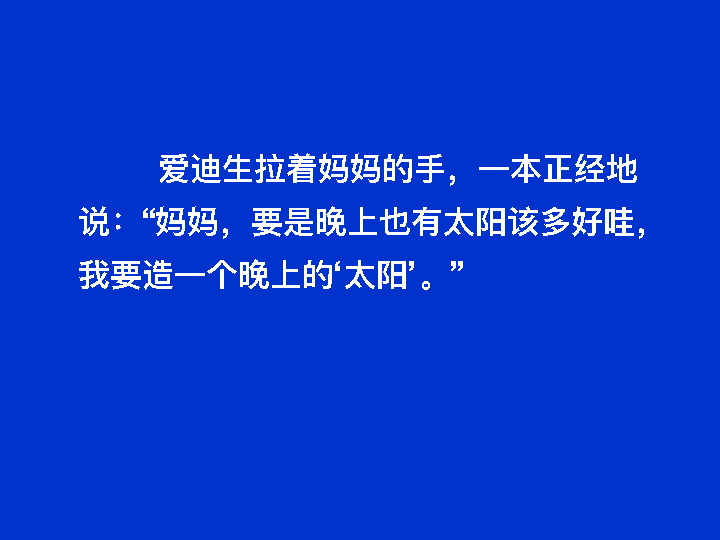 爱迪生拉着妈妈的手，一本正经地
说：“妈妈，要是晚上也有太阳该多好哇，
我要造一个晚上的‘太阳’。”